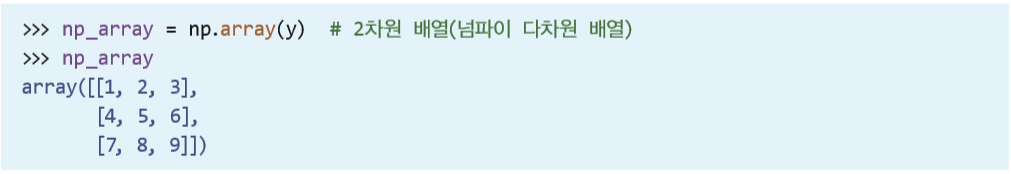 >>> np_array = np.array(y)  # 2차원 배열(넘파이 다차원 배열)
>>> np_array
array([[1, 2, 3],
       [4, 5, 6],
       [7, 8, 9]])